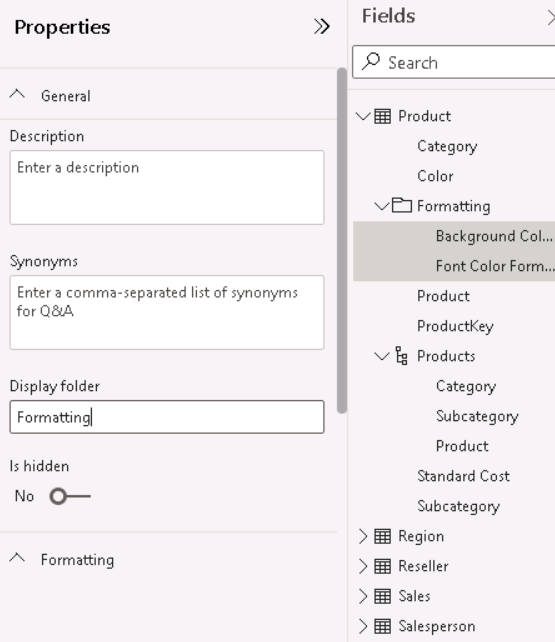 Properties
General
Description
Enter a description
Synonyms
Enter a comma-separated list of synonyms
for Q&A
Display folder
Formatting
Is hidden
No
Formatting
Fields
Search
Product
Category
Color
Formatting
Background Col...
Font Color Form...
Product
ProductKey
Products
Category
Subcategory
Product
Standard Cost
Subcategory
Region
Reseller
Sales
Salesperson